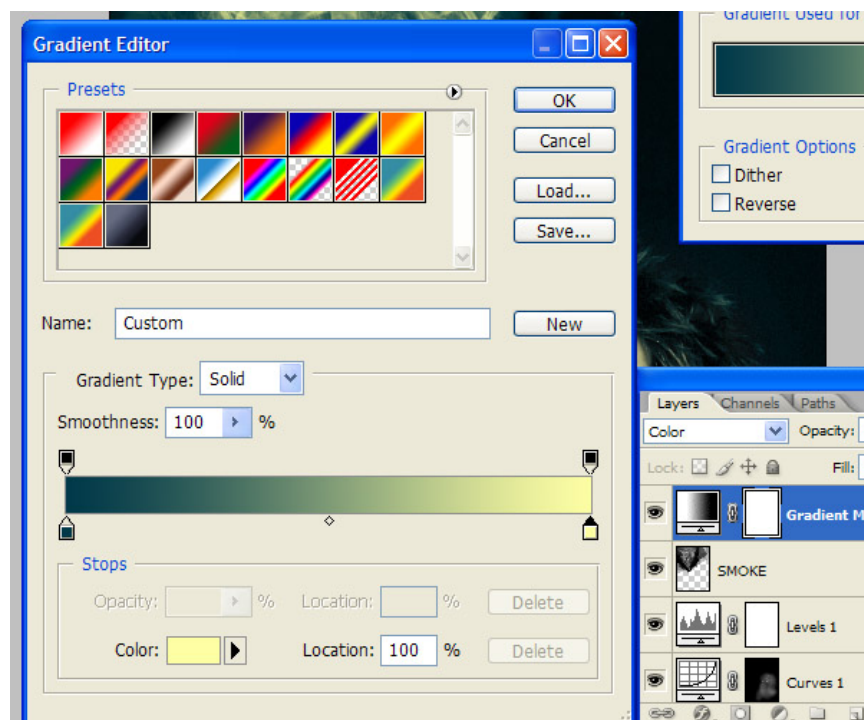 Gradient Editor
Presets
OK
Cancel
Load...
Save...
Name: Custom
New
Gradient Type: Solid
Smoothness: 100 %
Stops
Opacity: % Location: % Delete
Color: Location: 100 % Delete
Gradient Used for
Gradient Options
Dither
Reverse
Layers Channels Paths
Color Opacity:
Lock: Fill:
Gradient M
SMOKE
Levels 1
Curves 1